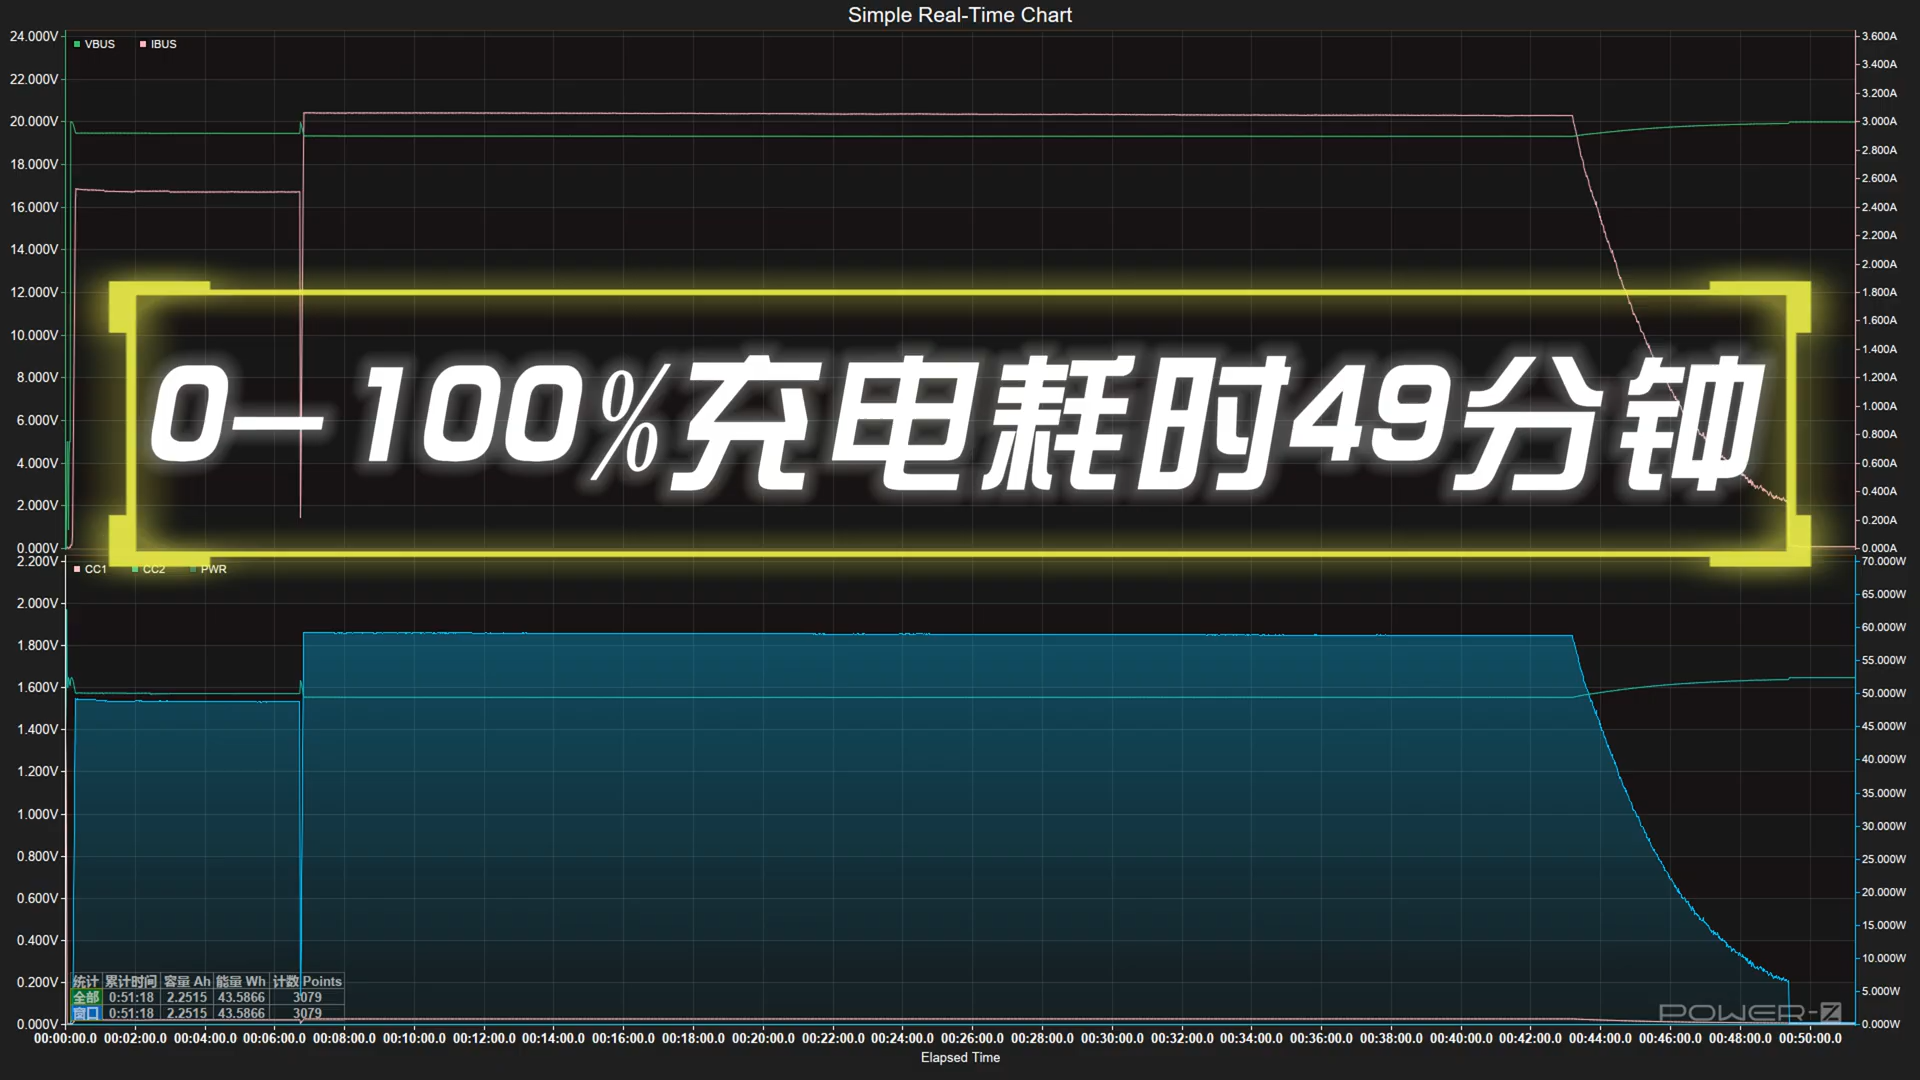 Simple Real-Time Chart
VBUS IBUS
24.000V
22.000V
20.000V
18.000V
16.000V
14.000V
12.000V
10.000V
8.000V
6.000V
4.000V
2.000V
0.000V
3.600A
3.400A
3.200A
3.000A
2.800A
2.600A
2.400A
2.200A
2.000A
1.800A
1.600A
1.400A
1.200A
1.000A
0.800A
0.600A
0.400A
0.200A
0.000A
0—100%充电耗时49分钟
CC1 CC2 PWR
2.200V
2.000V
1.800V
1.600V
1.400V
1.200V
1.000V
0.800V
0.600V
0.400V
0.200V
0.000V
70.000W
65.000W
60.000W
55.000W
50.000W
45.000W
40.000W
35.000W
30.000W
25.000W
20.000W
15.000W
10.000W
5.000W
0.000W
统计 累计时间 容量 Ah 能量 Wh 计数 Points
全部 0:51:18 2.2515 43.5866 3079
窗口 0:51:18 2.2515 43.5866 3079
POWER-Z
00:00:00.0 00:02:00.0 00:04:00.0 00:06:00.0 00:08:00.0 00:10:00.0 00:12:00.0 00:14:00.0 00:16:00.0 00:18:00.0 00:20:00.0 00:22:00.0 00:24:00.0 00:26:00.0 00:28:00.0 00:30:00.0 00:32:00.0 00:34:00.0 00:36:00.0 00:38:00.0 00:40:00.0 00:42:00.0 00:44:00.0 00:46:00.0 00:48:00.0 00:50:00.0
Elapsed Time